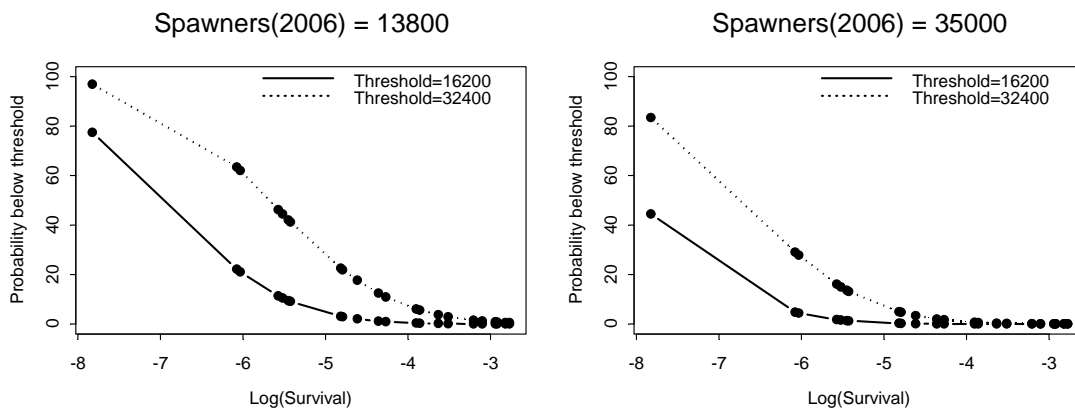 Spawners(2006) = 13800
Probability below threshold
100
80
60
40
20
0
Threshold=16200
Threshold=32400
-8 -7 -6 -5 -4 -3
Log(Survival)
Spawners(2006) = 35000
Probability below threshold
100
80
60
40
20
0
Threshold=16200
Threshold=32400
-8 -7 -6 -5 -4 -3
Log(Survival)